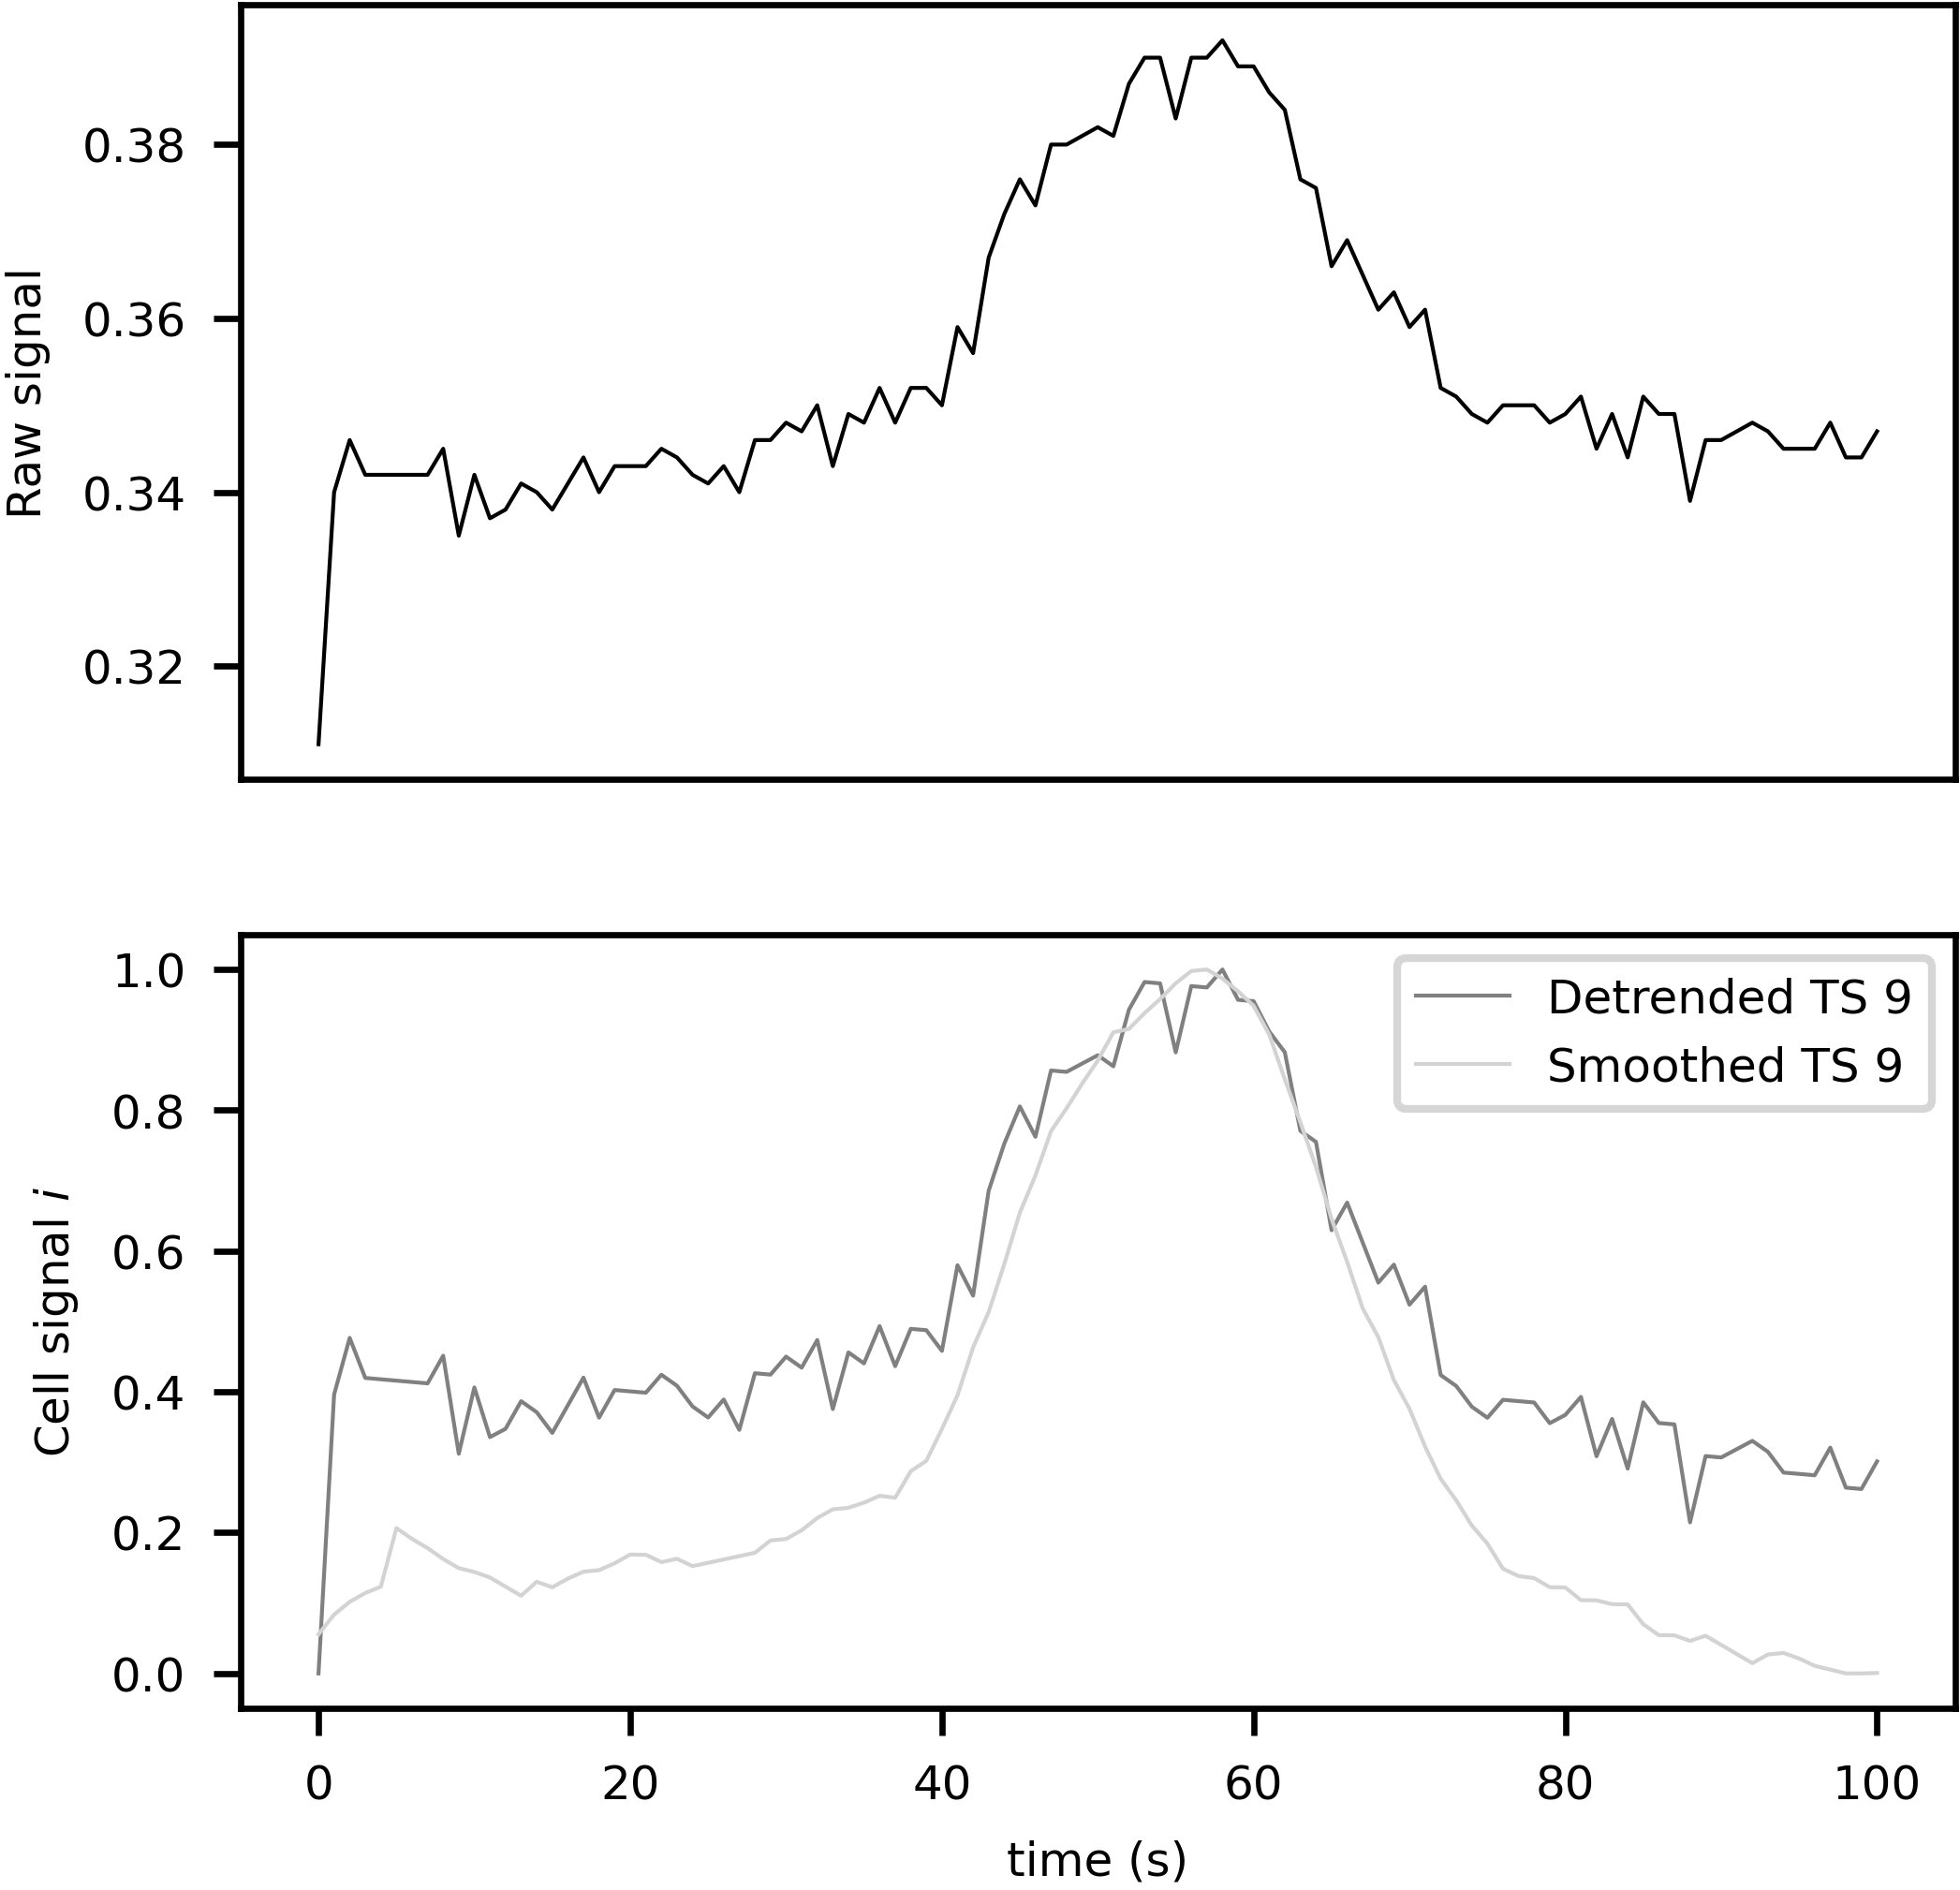 Raw signal
0.38
0.36
0.34
0.32
Cell signal i
1.0
0.8
0.6
0.4
0.2
0.0
Detrended TS 9
Smoothed TS 9
0 20 40 60 80 100
time (s)